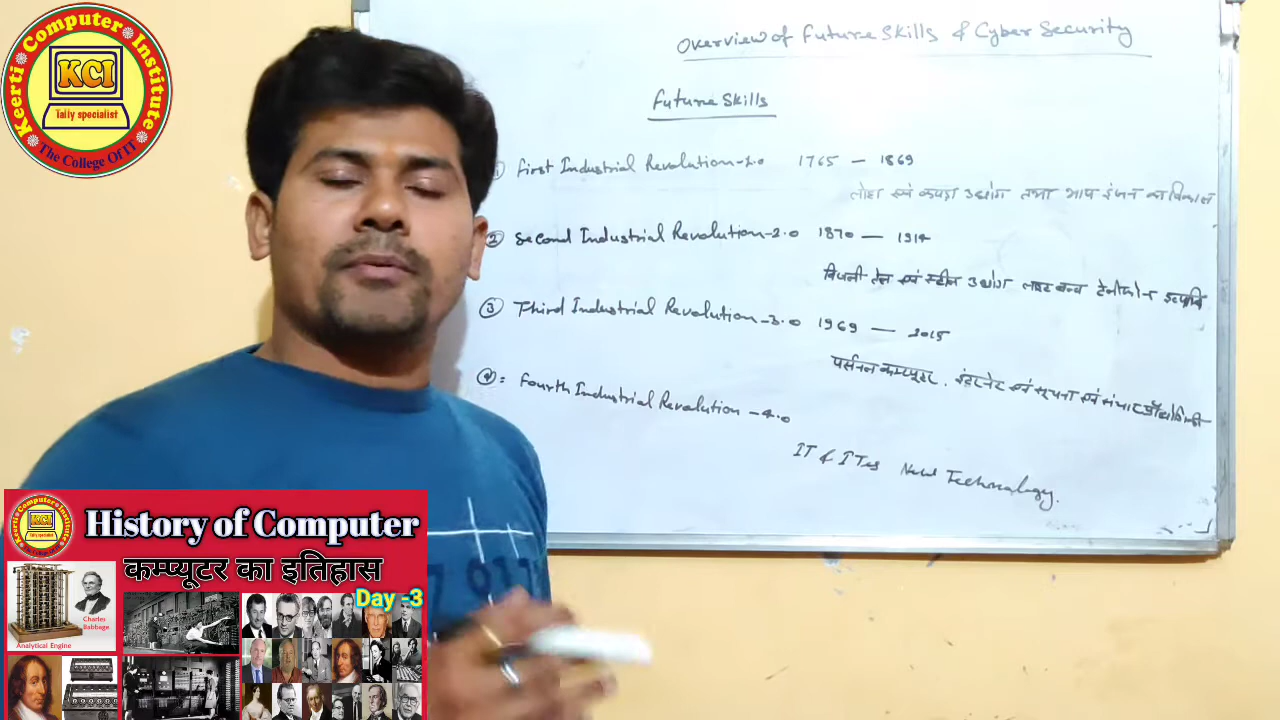 Keerti Computer Institute
KCI
Tally specialist
The College Of IT
Overview of Future Skills & Cyber Security
Future Skills
① First Industrial Revolution-1.0 1765 — 1869
लोहा एवं कपड़ा उद्योग तथा भाप इंजन का विकास
② Second Industrial Revolution-2.0 1870 — 1914
बिजली तेल एवं स्टील उद्योग लाइट बल्ब टेलीफोन इत्यादि
③ Third Industrial Revolution-3.0 1969 — 2015
पर्सनल कम्प्यूटर, इंटरनेट एवं सूचना एवं संचार प्रौद्योगिकी
④: Fourth Industrial Revolution -4.0
IT & ITes New Technology.
KCI
History of Computer
कम्प्यूटर का इतिहास
Day -3
Charles
Babbage
Analytical Engine